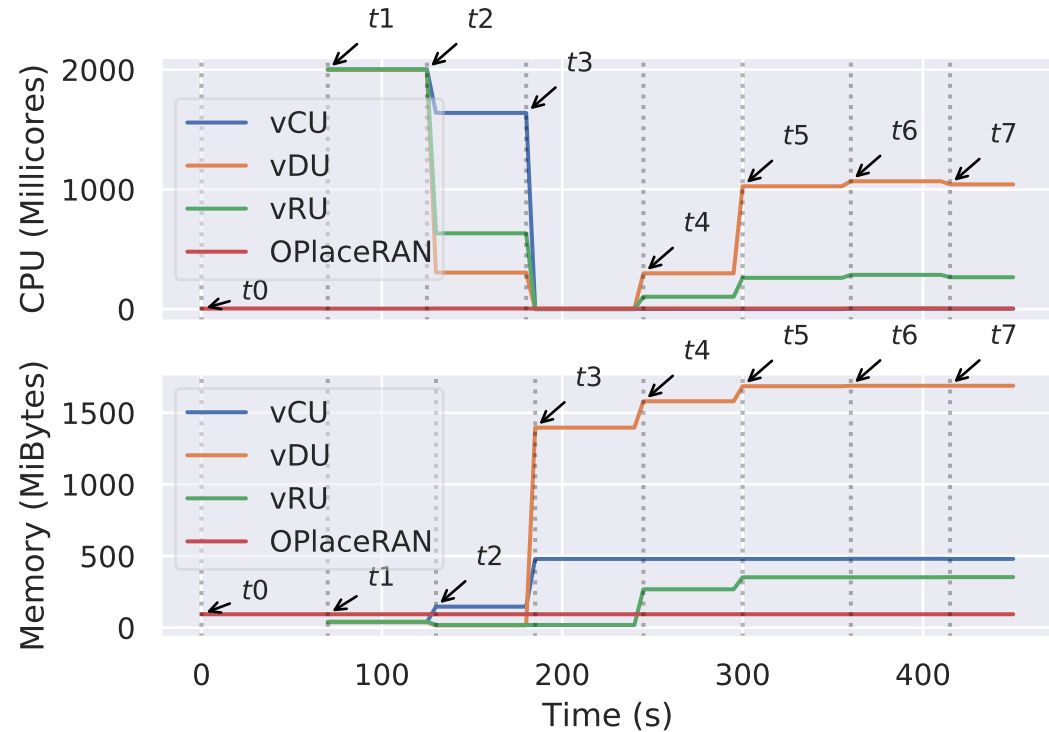 t1
t2
t3
2000
CPU (Millicores)
vCU
t5
t6
t7
vDU
1000
vRU
t4
OPlaceRAN
t0
0
t3
t4
t5
t6
t7
Memory (MiBytes)
1500
vCU
vDU
1000
vRU
OPlaceRAN
500
t0
t1
t2
0
0
100
200
300
400
Time (s)